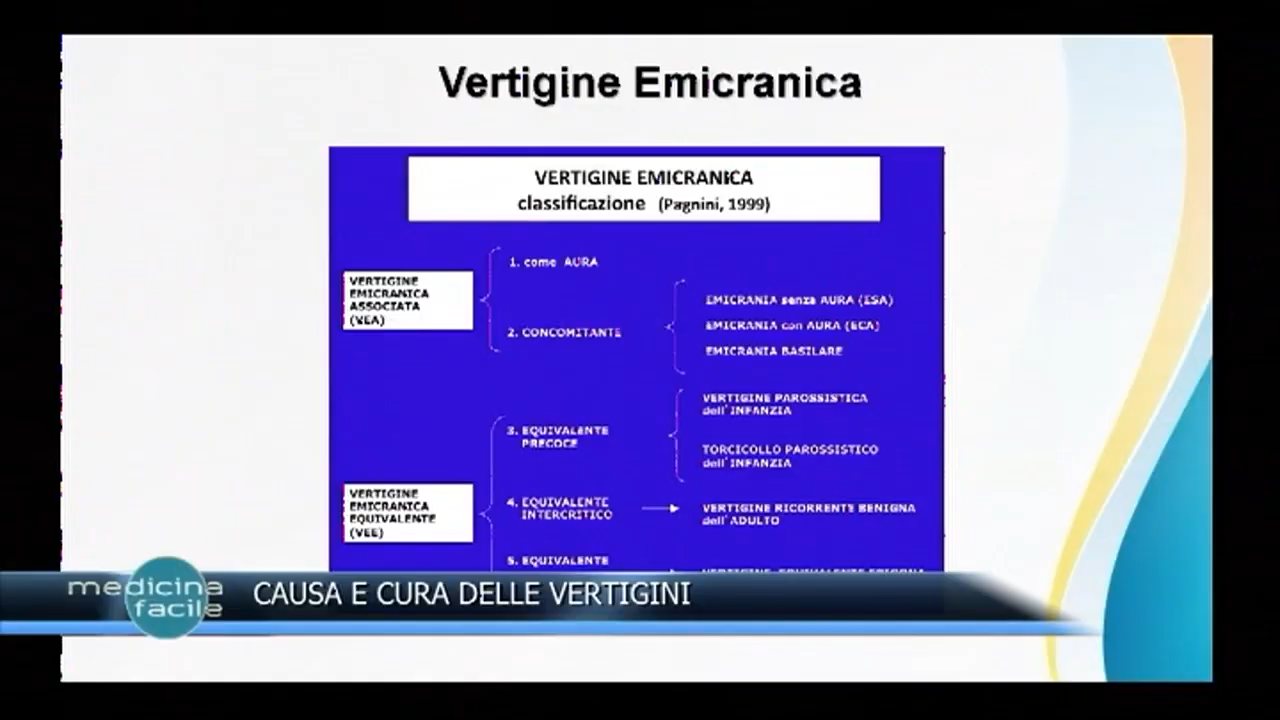 Vertigine Emicranica
VERTIGINE EMICRANICA
classificazione (Pagnini, 1999)
VERTIGINE
EMICRANICA
ASSOCIATA
(VEA)
1. come AURA
2. CONCOMITANTE
EMICRANIA senza AURA (ESA)
EMICRANIA con AURA (ECA)
EMICRANIA BASILARE
VERTIGINE
EMICRANICA
EQUIVALENTE
(VEE)
3. EQUIVALENTE
PRECOCE
VERTIGINE PAROSSISTICA
dell'INFANZIA
TORCICOLLO PAROSSISTICO
dell'INFANZIA
4. EQUIVALENTE
INTERCRITICO
VERTIGINE RICORRENTE BENIGNA
dell'ADULTO
5. EQUIVALENTE
medicina
facile
CAUSA E CURA DELLE VERTIGINI